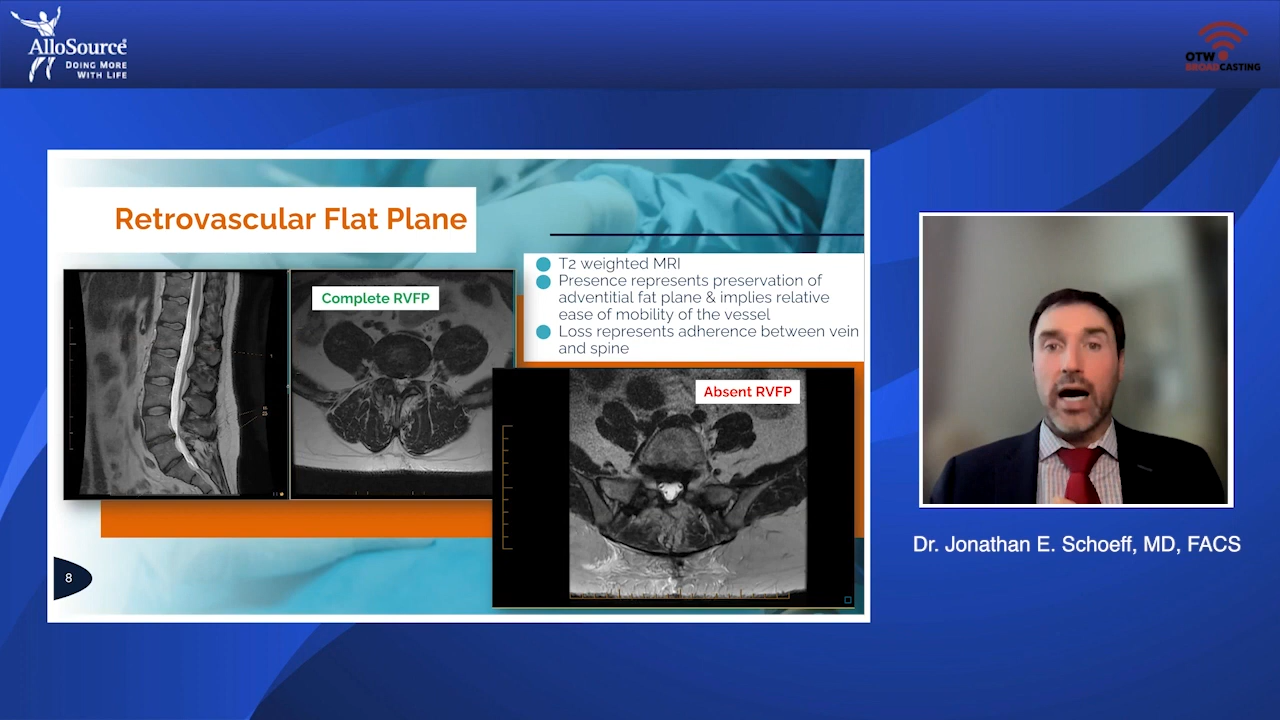 AlloSource®
DOING MORE
WITH LIFE
OTW
BROADCASTING
Retrovascular Flat Plane
T2 weighted MRI
Presence represents preservation of
adventitial fat plane & implies relative
ease of mobility of the vessel
Loss represents adherence between vein
and spine
Complete RVFP
Absent RVFP
8
Dr. Jonathan E. Schoeff, MD, FACS